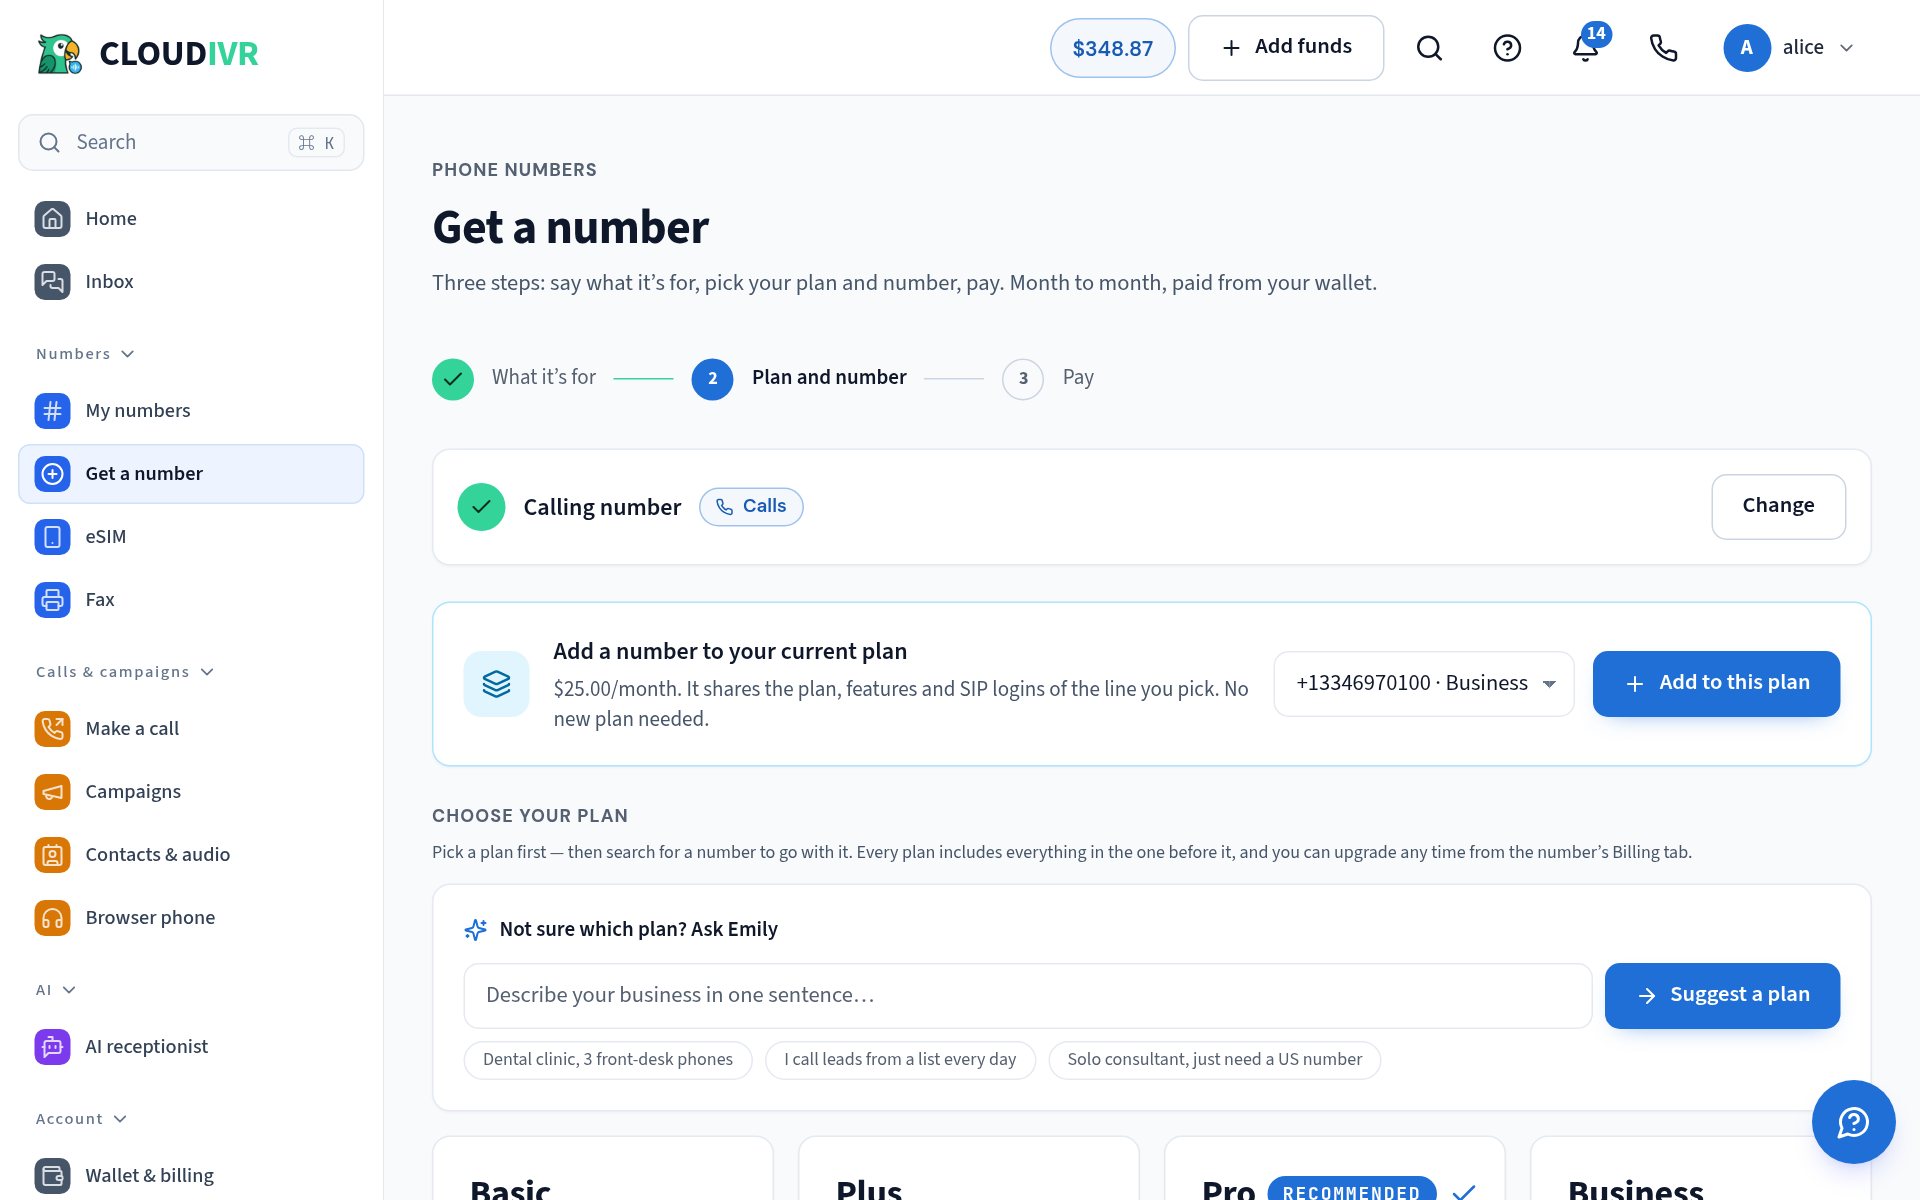 CLOUDIVR
Search
⌘ K
Home
Inbox
Numbers
My numbers
Get a number
eSIM
Fax
Calls & campaigns
Make a call
Campaigns
Contacts & audio
Browser phone
AI
AI receptionist
Account
Wallet & billing
$348.87
Add funds
14
A
alice
PHONE NUMBERS
Get a number
Three steps: say what it’s for, pick your plan and number, pay. Month to month, paid from your wallet.
What it’s for
2
Plan and number
3
Pay
Calling number
Calls
Change
Add a number to your current plan
$25.00/month. It shares the plan, features and SIP logins of the line you pick. No
new plan needed.
+13346970100 · Business
Add to this plan
CHOOSE YOUR PLAN
Pick a plan first — then search for a number to go with it. Every plan includes everything in the one before it, and you can upgrade any time from the number’s Billing tab.
Not sure which plan? Ask Emily
Describe your business in one sentence…
Suggest a plan
Dental clinic, 3 front-desk phones
I call leads from a list every day
Solo consultant, just need a US number
Basic
Plus
Pro
RECOMMENDED
Business